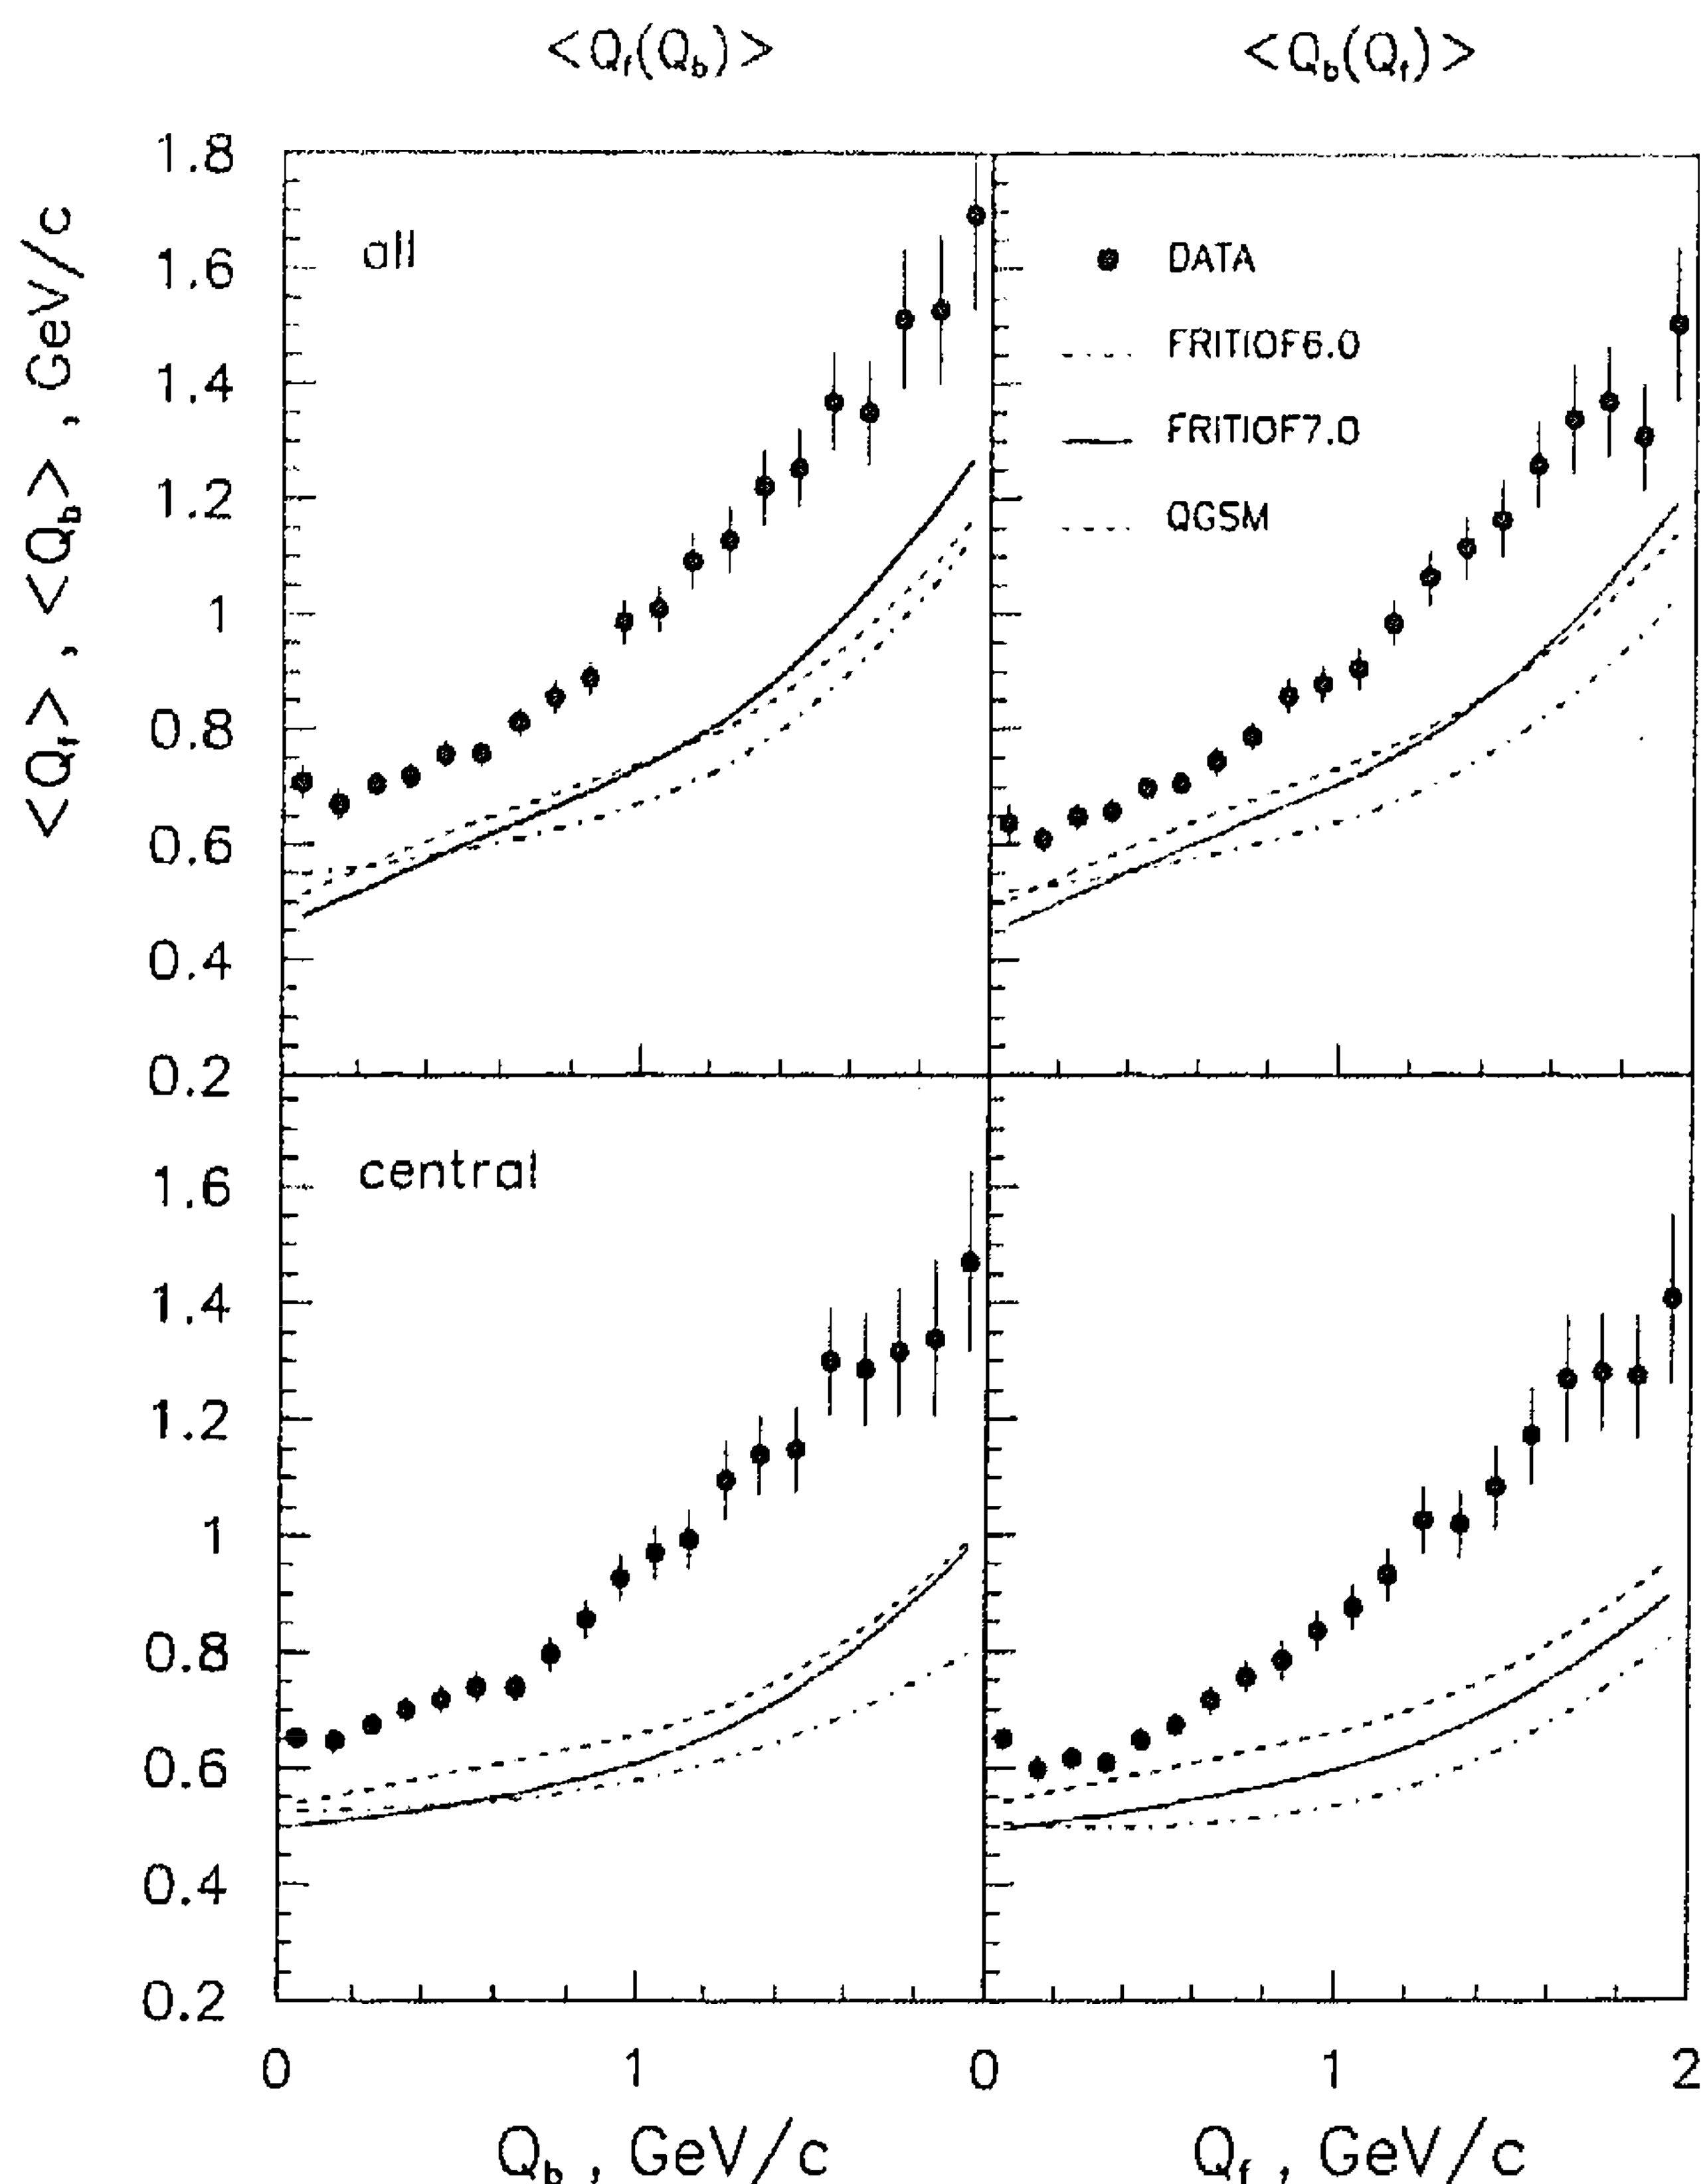 <Q_f(Q_b)> <Q_b(Q_f)>
<Q_f> , <Q_b> , GeV/c
1.8
1.6
1.4
1.2
1
0.8
0.6
0.4
0.2
all
DATA
FRITIOF6.0
FRITIOF7.0
QGSM
1.6
1.4
1.2
1
0.8
0.6
0.4
0.2
central
0 1 0 1 2
Q_b , GeV/c Q_f , GeV/c